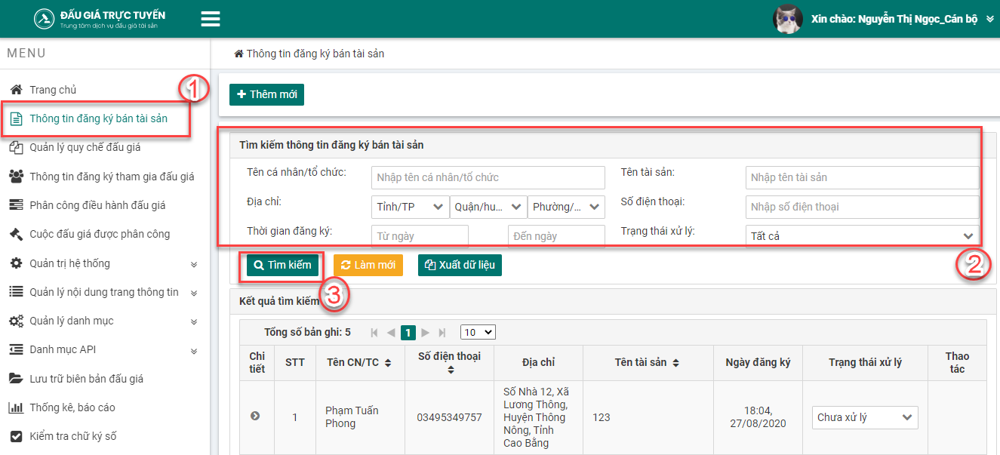 ĐẤU GIÁ TRỰC TUYẾN
Trung tâm dịch vụ đấu giá tài sản
Xin chào: Nguyễn Thị Ngọc_Cán bộ
MENU
Thông tin đăng ký bán tài sản
Trang chủ
1
Thông tin đăng ký bán tài sản
Quản lý quy chế đấu giá
Thông tin đăng ký tham gia đấu giá
Phân công điều hành đấu giá
Cuộc đấu giá được phân công
Quản trị hệ thống
Quản lý nội dung trang thông tin
Quản lý danh mục
Danh mục API
Lưu trữ biên bản đấu giá
Thống kê, báo cáo
Kiểm tra chữ ký số
Thêm mới
Tìm kiếm thông tin đăng ký bán tài sản
Tên cá nhân/tổ chức: Nhập tên cá nhân/tổ chức Tên tài sản: Nhập tên tài sản
Địa chỉ: Tỉnh/TP Quận/hu... Phường/... Số điện thoại: Nhập số điện thoại
Thời gian đăng ký: Từ ngày Đến ngày Trạng thái xử lý: Tất cả
2
Tìm kiếm Làm mới Xuất dữ liệu
3
Kết quả tìm kiếm
Tổng số bản ghi: 5 1 10
Chi tiết STT Tên CN/TC Số điện thoại Địa chỉ Tên tài sản Ngày đăng ký Trạng thái xử lý Thao tác
1 Phạm Tuấn Phong 03495349757 Số Nhà 12, Xã Lương Thông, Huyện Thông Nông, Tỉnh Cao Bằng 123 18:04, 27/08/2020 Chưa xử lý